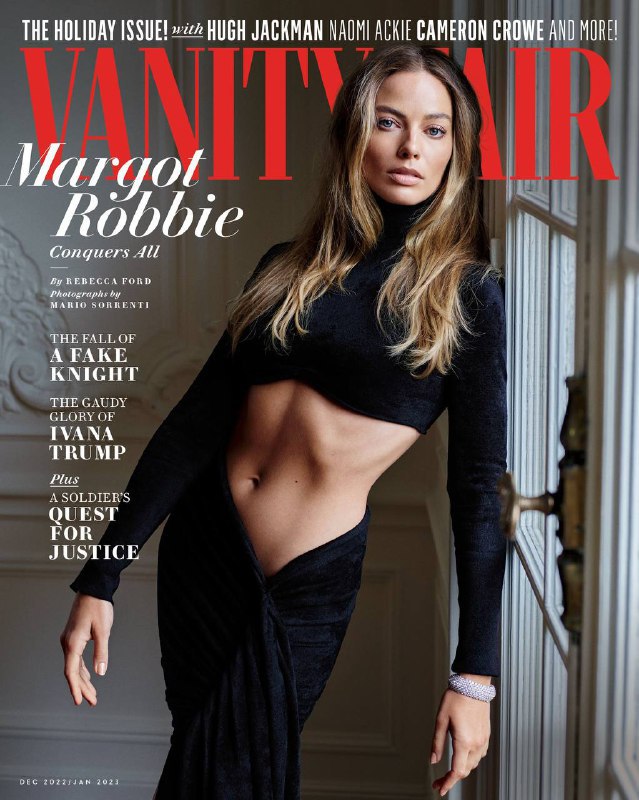 THE HOLIDAY ISSUE! with HUGH JACKMAN NAOMI ACKIE CAMERON CROWE AND MORE!
VANITY FAIR
Margot
Robbie
Conquers All
By REBECCA FORD
Photographs by
MARIO SORRENTI
THE FALL OF
A FAKE
KNIGHT
THE GAUDY
GLORY OF
IVANA
TRUMP
Plus
A SOLDIER'S
QUEST
FOR
JUSTICE
DEC 2022/JAN 2023